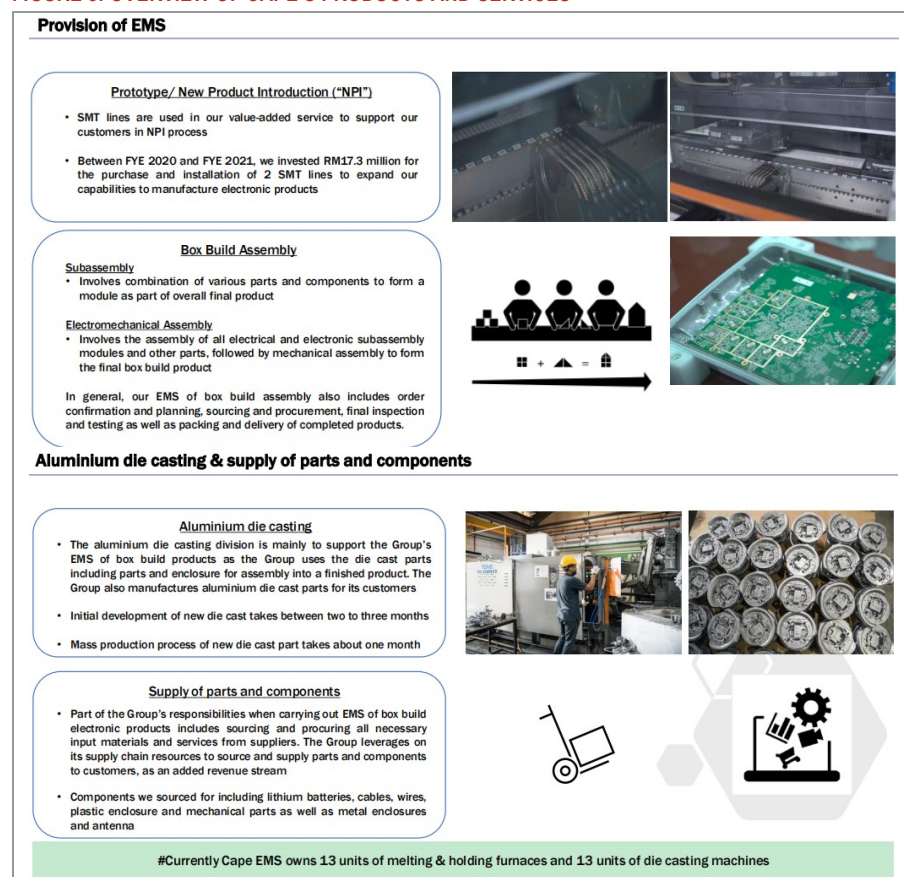 FIGURE 3: OVERVIEW OF CAPE'S PRODUCTS AND SERVICES
Provision of EMS
Prototype/ New Product Introduction (“NPI”)
• SMT lines are used in our value-added service to support our
customers in NPI process
• Between FYE 2020 and FYE 2021, we invested RM17.3 million for
the purchase and installation of 2 SMT lines to expand our
capabilities to manufacture electronic products
Box Build Assembly
Subassembly
• Involves combination of various parts and components to form a
module as part of overall final product
Electromechanical Assembly
• Involves the assembly of all electrical and electronic subassembly
modules and other parts, followed by mechanical assembly to form
the final box build product
In general, our EMS of box build assembly also includes order
confirmation and planning, sourcing and procurement, final inspection
and testing as well as packing and delivery of completed products.
Aluminium die casting & supply of parts and components
Aluminium die casting
• The aluminium die casting division is mainly to support the Group’s
EMS of box build products as the Group uses the die cast parts
including parts and enclosure for assembly into a finished product. The
Group also manufactures aluminium die cast parts for its customers
• Initial development of new die cast takes between two to three months
• Mass production process of new die cast part takes about one month
Supply of parts and components
• Part of the Group’s responsibilities when carrying out EMS of box build
electronic products includes sourcing and procuring all necessary
input materials and services from suppliers. The Group leverages on
its supply chain resources to source and supply parts and components
to customers, as an added revenue stream
• Components we sourced for including lithium batteries, cables, wires,
plastic enclosure and mechanical parts as well as metal enclosures
and antenna
#Currently Cape EMS owns 13 units of melting & holding furnaces and 13 units of die casting machines